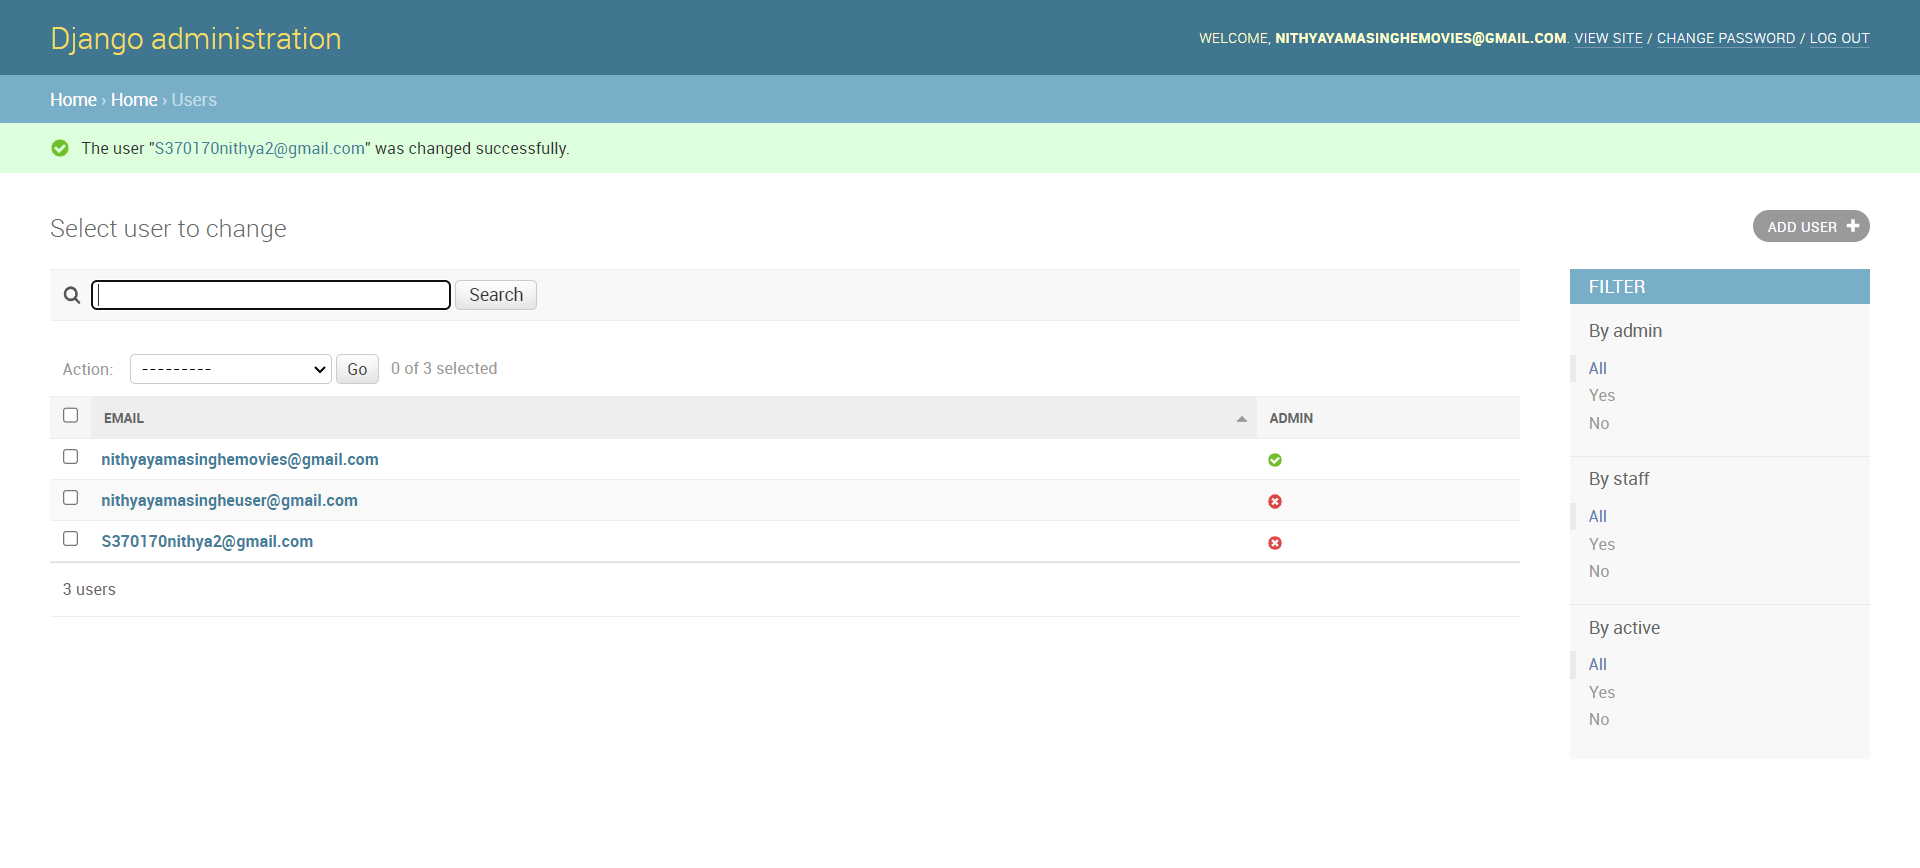 Django administration
WELCOME, NITHYAYAMASINGHEMOVIES@GMAIL.COM. VIEW SITE / CHANGE PASSWORD / LOG OUT
Home › Home › Users
The user "S370170nithya2@gmail.com" was changed successfully.
Select user to change
ADD USER
Search
Action: --------- Go 0 of 3 selected
EMAIL ADMIN
nithyayamasinghemovies@gmail.com
nithyayamasingheuser@gmail.com
S370170nithya2@gmail.com
3 users
FILTER
By admin
All
Yes
No
By staff
All
Yes
No
By active
All
Yes
No